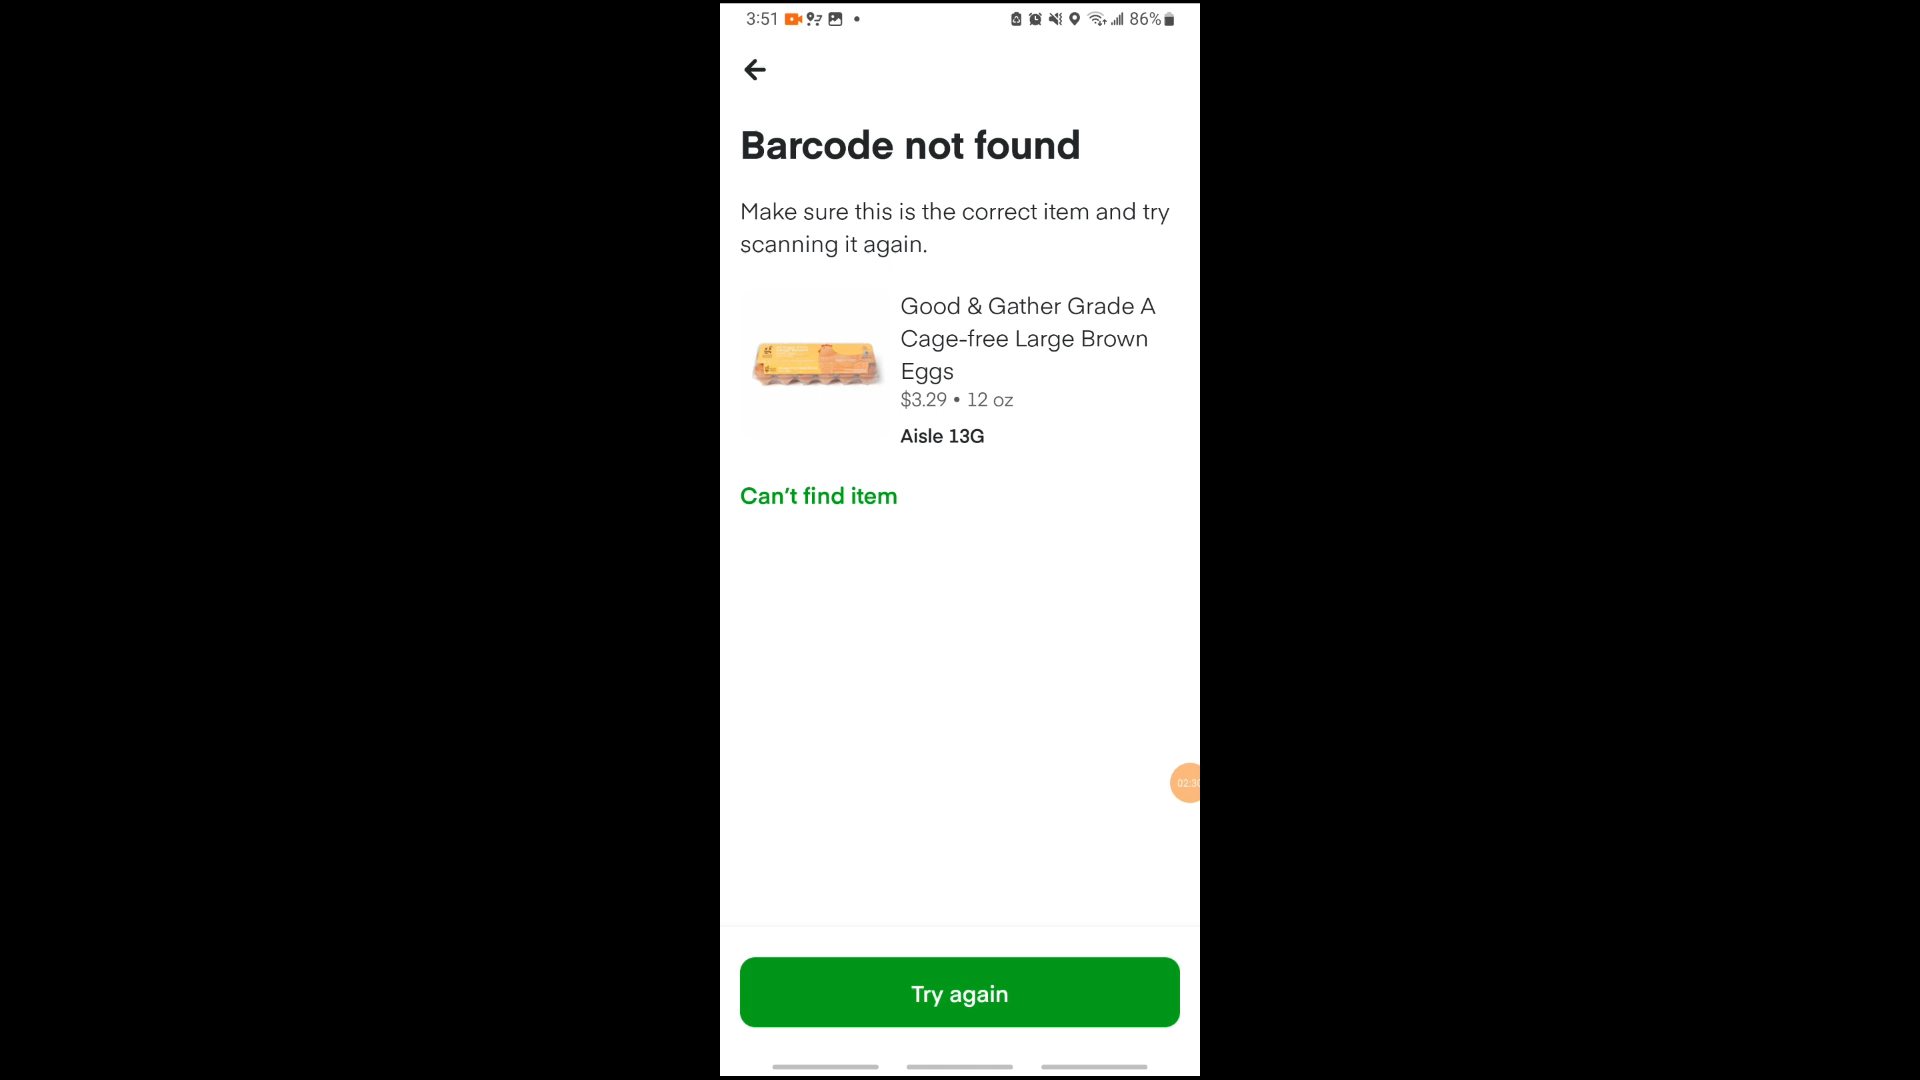 3:51
86%
Barcode not found
Make sure this is the correct item and try
scanning it again.
Good & Gather Grade A
Cage-free Large Brown
Eggs
$3.29 • 12 oz
Aisle 13G
Can't find item
Try again